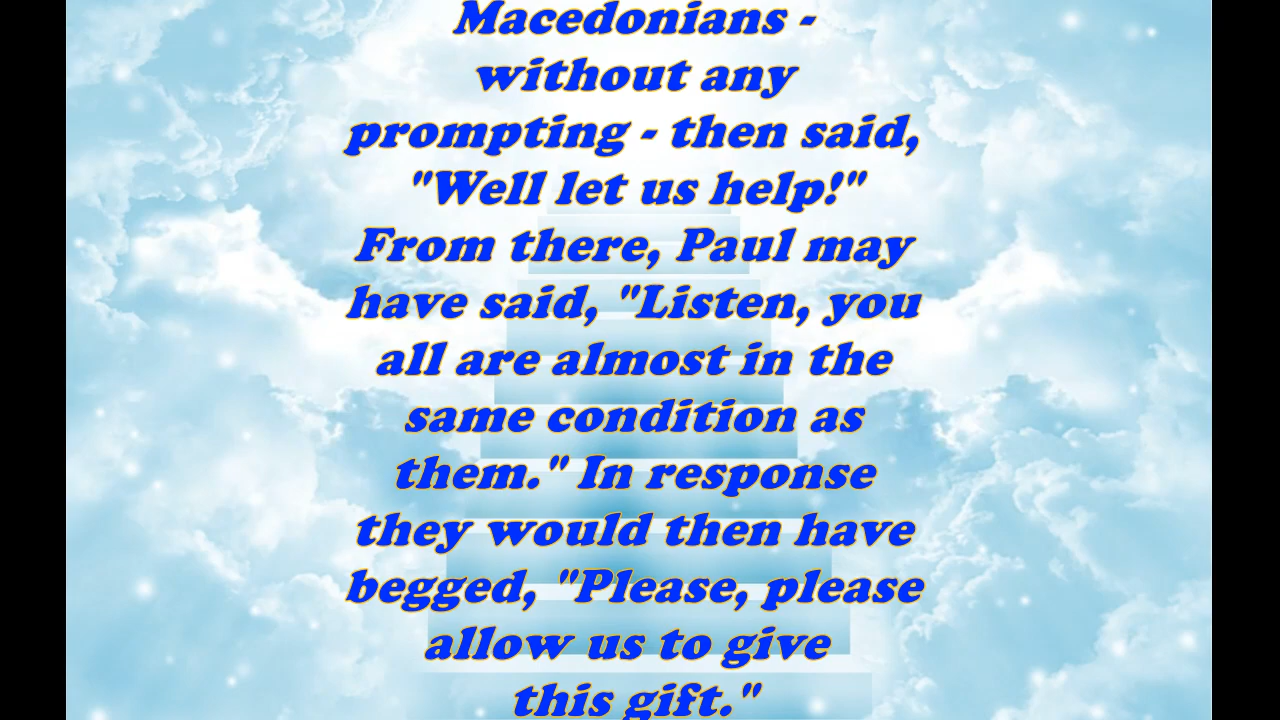 Macedonians -
without any
prompting - then said,
"Well let us help!"
From there, Paul may
have said, "Listen, you
all are almost in the
same condition as
them." In response
they would then have
begged, "Please, please
allow us to give
this gift."